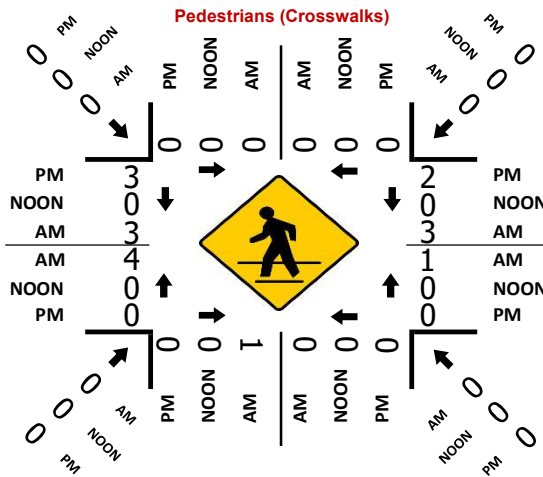 Pedestrians (Crosswalks)
0 PM
0 NOON
0 AM
PM 0
NOON 0
AM 0
PM NOON AM AM NOON PM
0 0 0 0 0 0
PM 3 2 PM
NOON 0 0 NOON
AM 3 3 AM
AM 4 1 AM
NOON 0 0 NOON
PM 0 0 PM
0 0 1 0 0 0
PM NOON AM AM NOON PM
0 AM
0 NOON
0 PM
AM 0
NOON 0
PM 0